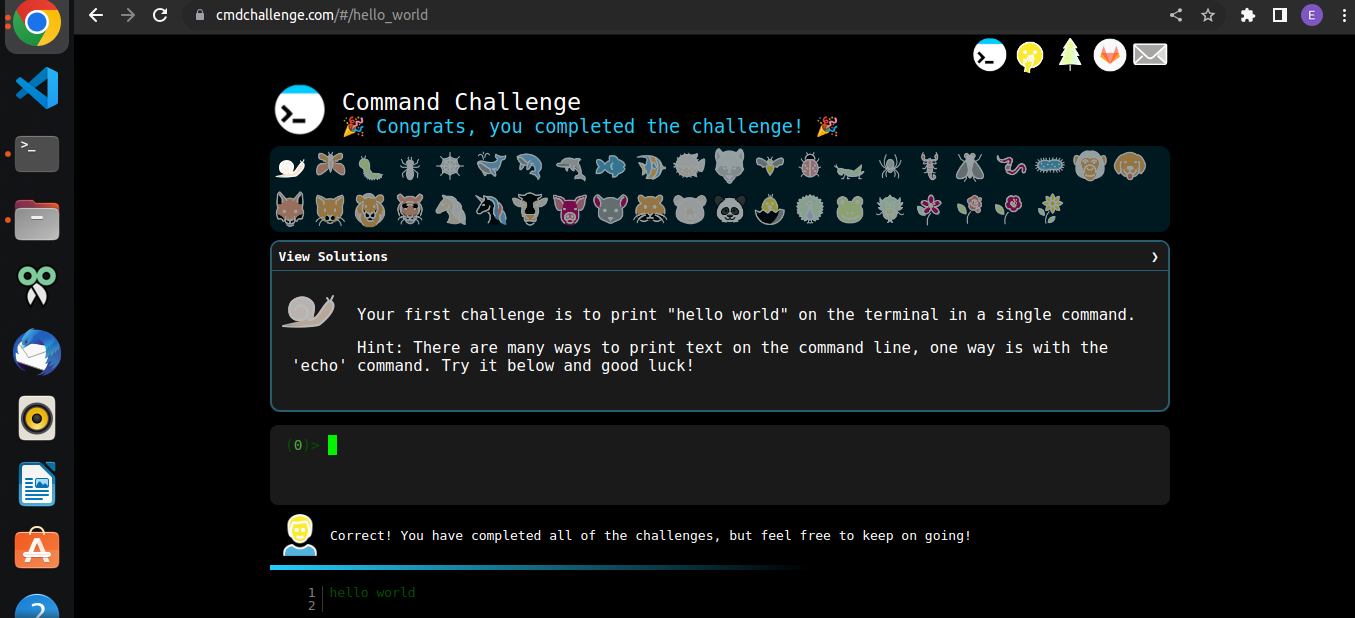 cmdchallenge.com/#/hello_world
E
>_
>_
Command Challenge
>_
Congrats, you completed the challenge!
View Solutions ❯
Your first challenge is to print "hello world" on the terminal in a single command.
Hint: There are many ways to print text on the command line, one way is with the
'echo' command. Try it below and good luck!
(0)>
Correct! You have completed all of the challenges, but feel free to keep on going!
1 hello world
2
A
?